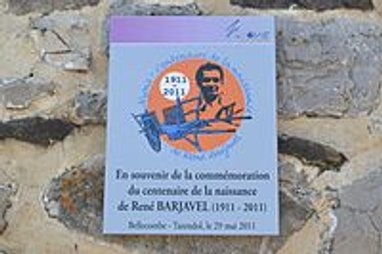 1911
-
2011
En souvenir de la commémoration
du centenaire de la naissance
de René BARJAVEL (1911 - 2011)
Bellecombe - Tarendol, le 29 mai 2011